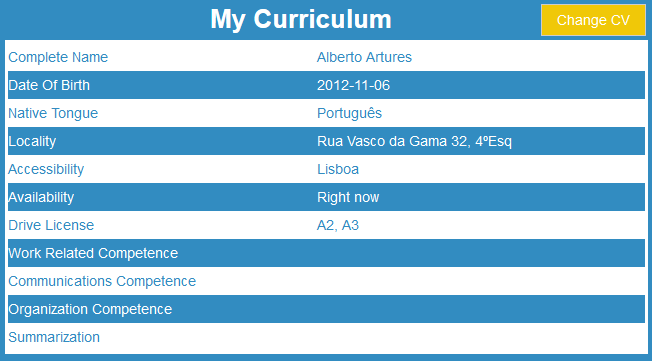 My Curriculum
Change CV
Complete Name Alberto Artures
Date Of Birth 2012-11-06
Native Tongue Português
Locality Rua Vasco da Gama 32, 4ºEsq
Accessibility Lisboa
Availability Right now
Drive License A2, A3
Work Related Competence
Communications Competence
Organization Competence
Summarization